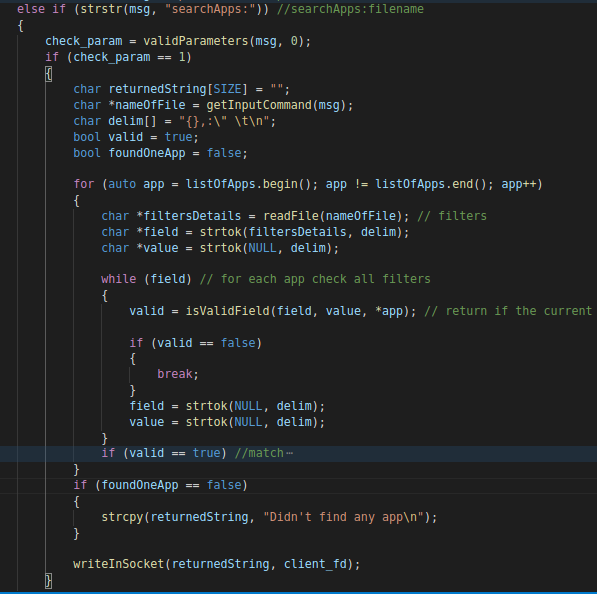 else if (strstr(msg, "searchApps:")) //searchApps:filename
{
check_param = validParameters(msg, 0);
if (check_param == 1)
{
char returnedString[SIZE] = "";
char *nameOfFile = getInputCommand(msg);
char delim[] = "{},:\" \t\n";
bool valid = true;
bool foundOneApp = false;
for (auto app = listOfApps.begin(); app != listOfApps.end(); app++)
{
char *filtersDetails = readFile(nameOfFile); // filters
char *field = strtok(filtersDetails, delim);
char *value = strtok(NULL, delim);
while (field) // for each app check all filters
{
valid = isValidField(field, value, *app); // return if the current
if (valid == false)
{
break;
}
field = strtok(NULL, delim);
value = strtok(NULL, delim);
}
if (valid == true) //match⋯
}
if (foundOneApp == false)
{
strcpy(returnedString, "Didn't find any app\n");
}
writeInSocket(returnedString, client_fd);
}